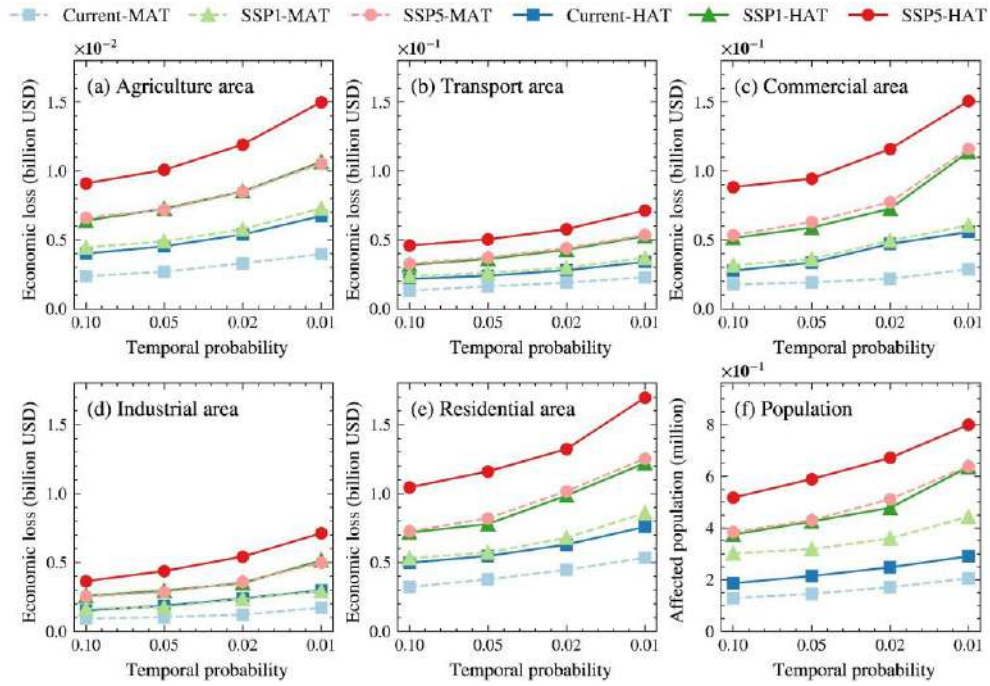 Current-MAT SSP1-MAT SSP5-MAT Current-HAT SSP1-HAT SSP5-HAT
×10⁻² ×10⁻¹ ×10⁻¹
(a) Agriculture area
Economic loss (billion USD)
1.5
1.0
0.5
0.0
0.10 0.05 0.02 0.01
Temporal probability
(b) Transport area
Economic loss (billion USD)
1.5
1.0
0.5
0.0
0.10 0.05 0.02 0.01
Temporal probability
(c) Commercial area
Economic loss (billion USD)
1.5
1.0
0.5
0.0
0.10 0.05 0.02 0.01
Temporal probability
(d) Industrial area
Economic loss (billion USD)
1.5
1.0
0.5
0.0
0.10 0.05 0.02 0.01
Temporal probability
(e) Residential area
Economic loss (billion USD)
1.5
1.0
0.5
0.0
0.10 0.05 0.02 0.01
Temporal probability
×10⁻¹
(f) Population
Affected population (million)
8
6
4
2
0
0.10 0.05 0.02 0.01
Temporal probability